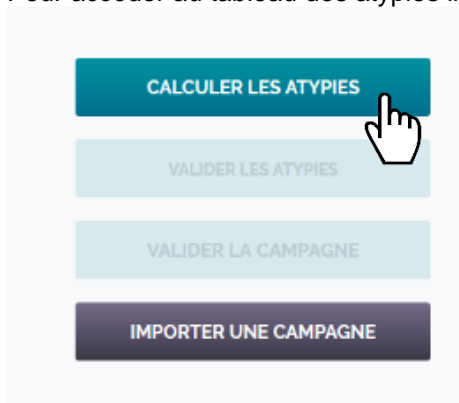 Pour accéder au tableau des atypies i
CALCULER LES ATYPIES
VALIDER LES ATYPIES
VALIDER LA CAMPAGNE
IMPORTER UNE CAMPAGNE